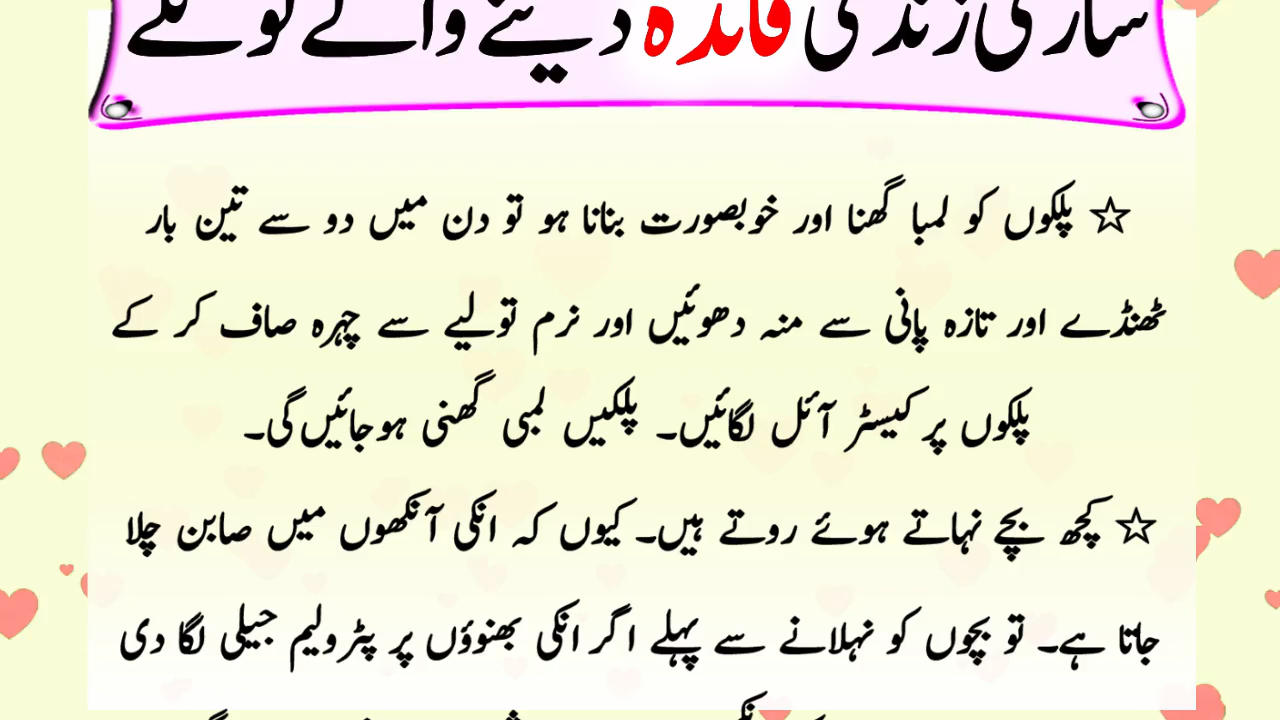 ساری زندگی فائدہ دینے والے ٹوٹکے
☆ پلکوں کو لمبا گھنا اور خوبصورت بنانا ہو تو دن میں دو سے تین بار
ٹھنڈے اور تازہ پانی سے منہ دھوئیں اور نرم تولیے سے چہرہ صاف کر کے
پلکوں پر کیسٹر آئل لگائیں۔ پلکیں لمبی گھنی ہوجائیں گی۔
☆ کچھ بچے نہاتے ہوئے روتے ہیں۔ کیوں کہ انکی آنکھوں میں صابن چلا
جاتا ہے۔ تو بچوں کو نہلانے سے پہلے اگر انکی بھنوؤں پر پٹرولیم جیلی لگا دی